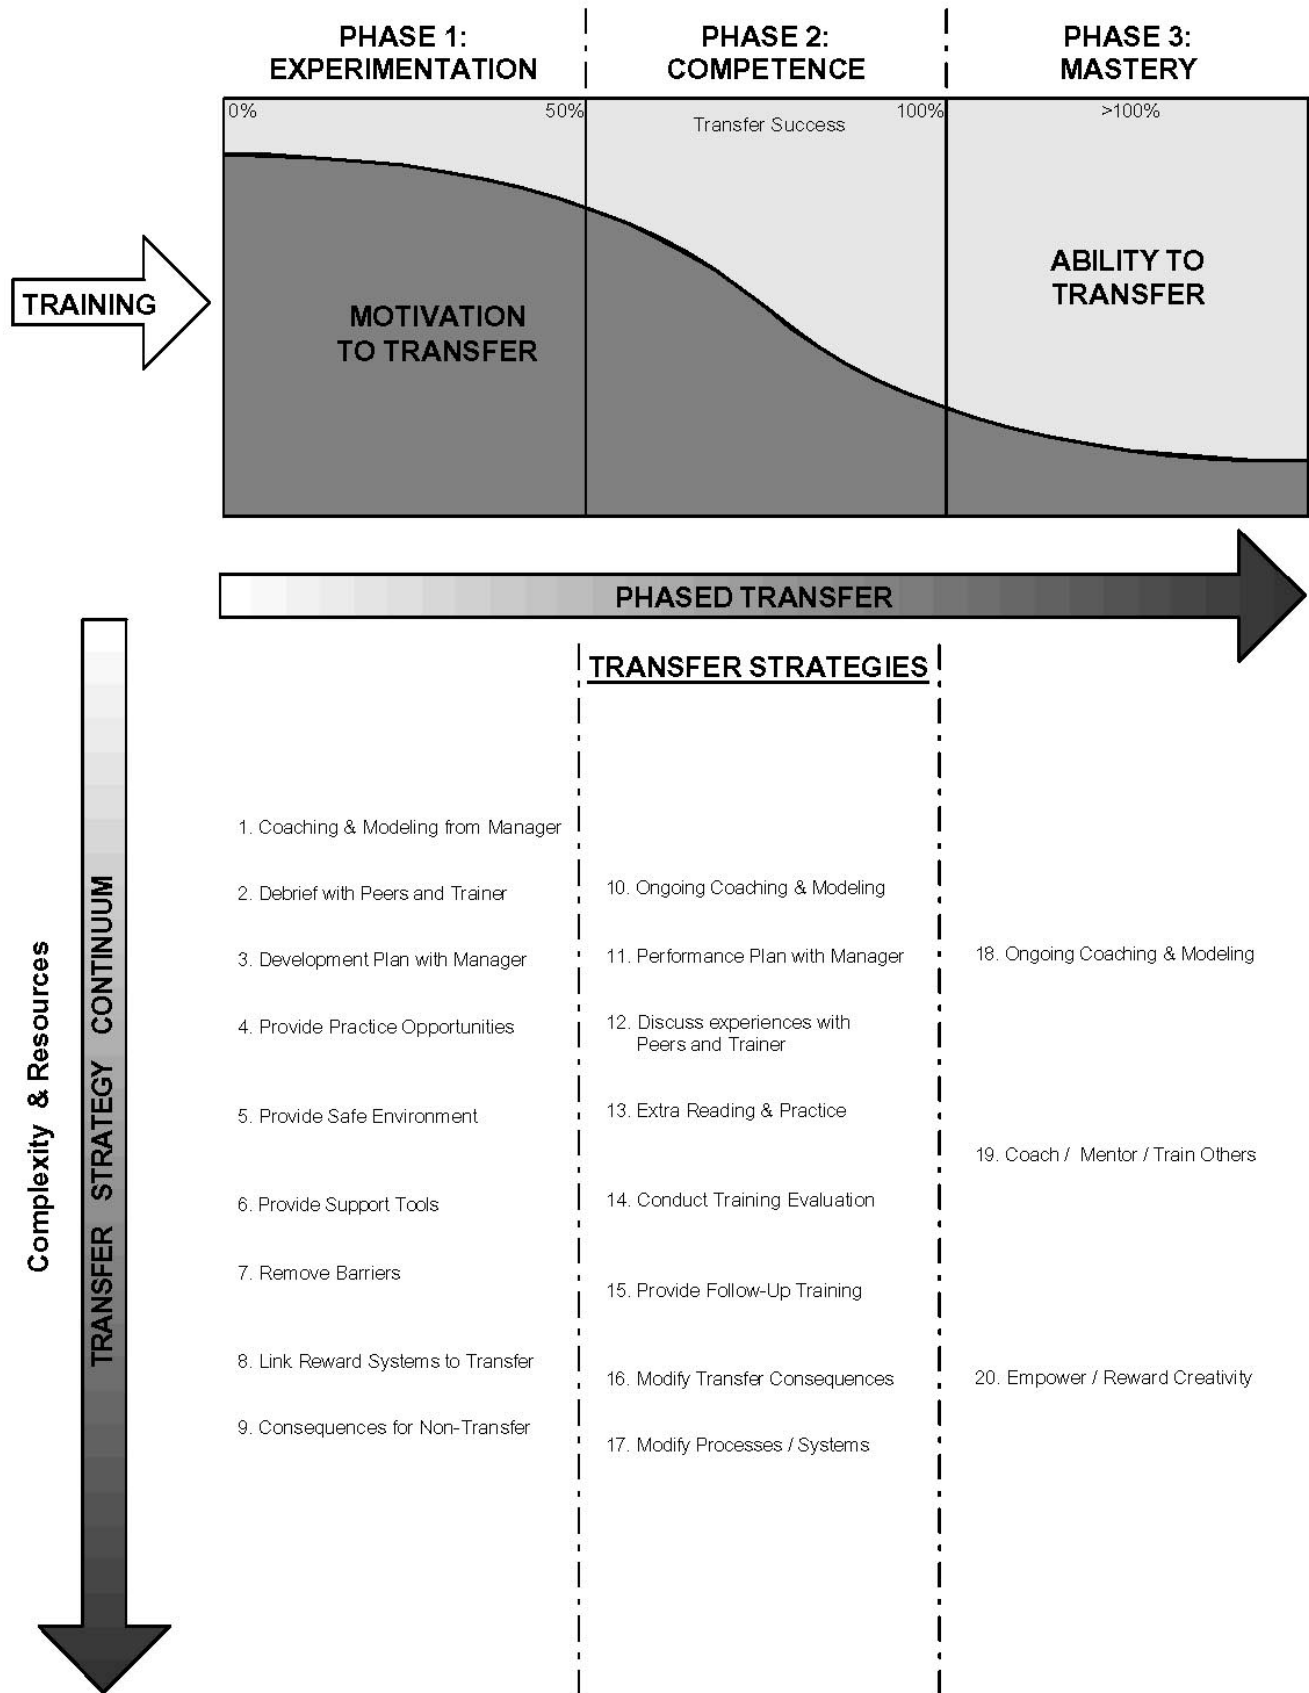 PHASE 1:
EXPERIMENTATION
PHASE 2:
COMPETENCE
PHASE 3:
MASTERY
0%
50%
Transfer Success
100%
>100%
TRAINING
MOTIVATION
TO TRANSFER
ABILITY TO
TRANSFER
PHASED TRANSFER
TRANSFER STRATEGIES
Complexity & Resources
TRANSFER STRATEGY CONTINUUM
1. Coaching & Modeling from Manager
2. Debrief with Peers and Trainer
3. Development Plan with Manager
4. Provide Practice Opportunities
5. Provide Safe Environment
6. Provide Support Tools
7. Remove Barriers
8. Link Reward Systems to Transfer
9. Consequences for Non-Transfer
10. Ongoing Coaching & Modeling
11. Performance Plan with Manager
12. Discuss experiences with
Peers and Trainer
13. Extra Reading & Practice
14. Conduct Training Evaluation
15. Provide Follow-Up Training
16. Modify Transfer Consequences
17. Modify Processes / Systems
18. Ongoing Coaching & Modeling
19. Coach / Mentor / Train Others
20. Empower / Reward Creativity